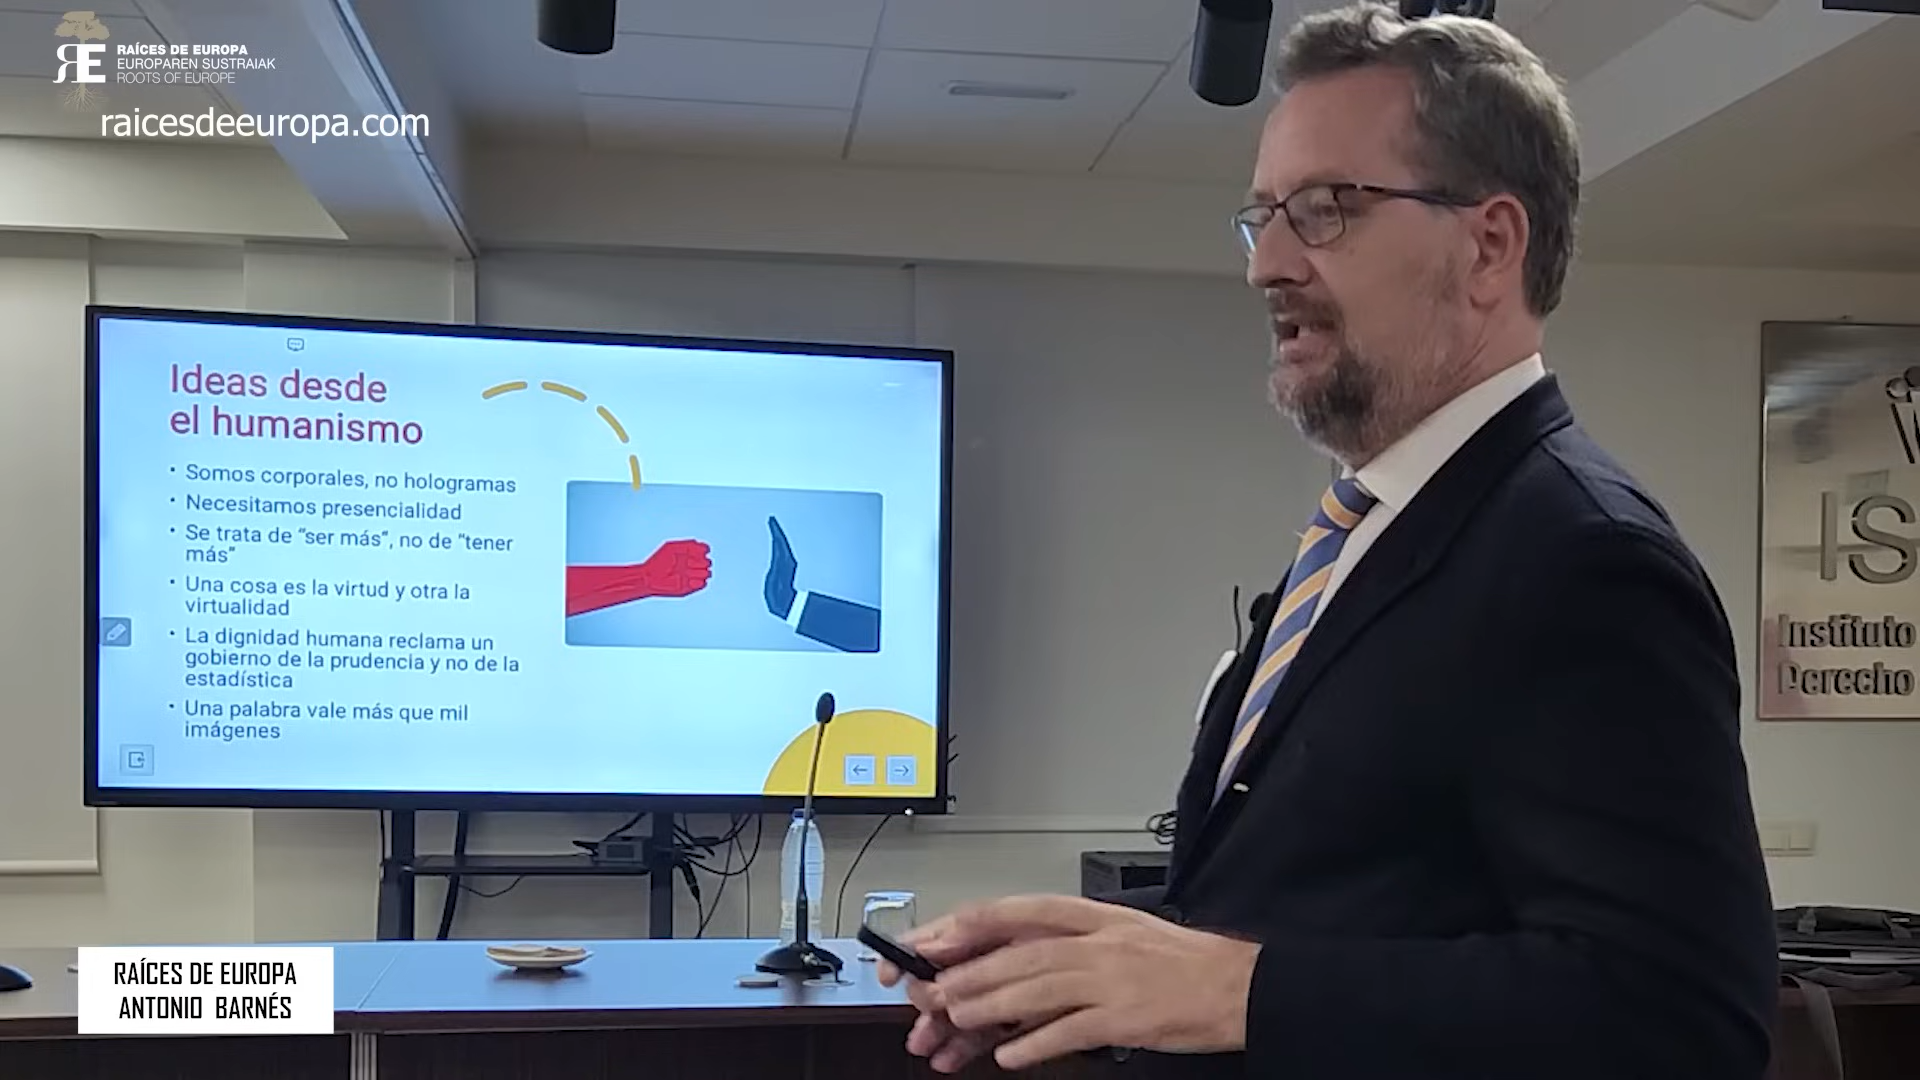 RAÍCES DE EUROPA
EUROPAREN SUSTRAIAK
ROOTS OF EUROPE
raicesdeeuropa.com
Ideas desde
el humanismo
• Somos corporales, no hologramas
• Necesitamos presencialidad
• Se trata de “ser más”, no de “tener
más”
• Una cosa es la virtud y otra la
virtualidad
• La dignidad humana reclama un
gobierno de la prudencia y no de la
estadística
• Una palabra vale más que mil
imágenes
IS
Instituto
Derecho
RAÍCES DE EUROPA
ANTONIO BARNÉS